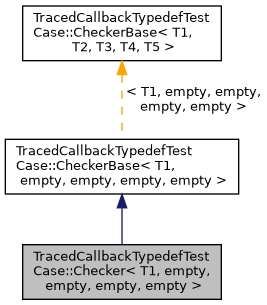 TracedCallbackTypedefTest
Case::CheckerBase< T1,
T2, T3, T4, T5 >
< T1, empty, empty,
empty, empty >
TracedCallbackTypedefTest
Case::CheckerBase< T1,
empty, empty, empty, empty >
TracedCallbackTypedefTest
Case::Checker< T1, empty,
empty, empty, empty >